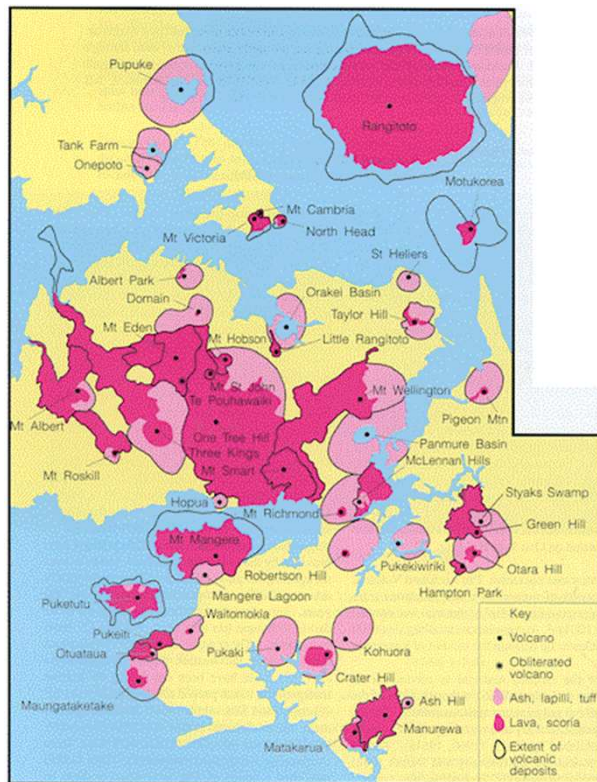 Pupuke
Rangitoto
Tank Farm
Onepoto
Motukorea
Mt Cambria
Mt Victoria
North Head
St Heliers
Albert Park
Orakei Basin
Domain
Taylor Hill
Mt Eden
Mt Hobson
Little Rangitoto
Mt St John
Mt Wellington
Te Pouhawaiki
Pigeon Mtn
Mt Albert
One Tree Hill
Panmure Basin
Three Kings
McLennan Hills
Mt Roskill
Mt Smart
Styaks Swamp
Hopua
Mt Richmond
Green Hill
Mt Mangere
Otara Hill
Robertson Hill
Pukekiwiriki
Hampton Park
Mangere Lagoon
Puketutu
Waitomokia
Pukeiti
Otuataua
Pukaki
Kohuora
Crater Hill
Maungataketake
Ash Hill
Manurewa
Matakarua
Key
Volcano
Obliterated
volcano
Ash, lapilli, tuff
Lava, scoria
Extent of
volcanic
deposits